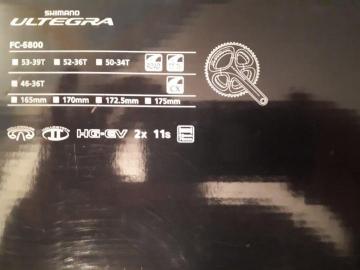 SHIMANO
ULTEGRA
FC-6800
53-39T 52-36T 50-34T
46-36T CX
165mm 170mm 172.5mm 175mm
HG-EV 2x 11s